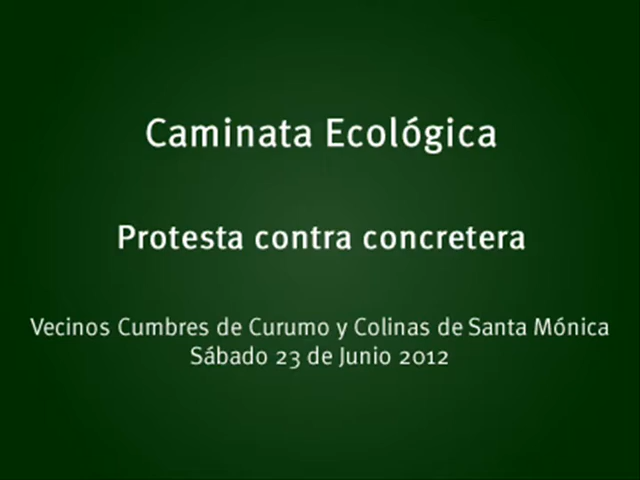 Caminata Ecológica
Protesta contra concretera
Vecinos Cumbres de Curumo y Colinas de Santa Mónica
Sábado 23 de Junio 2012